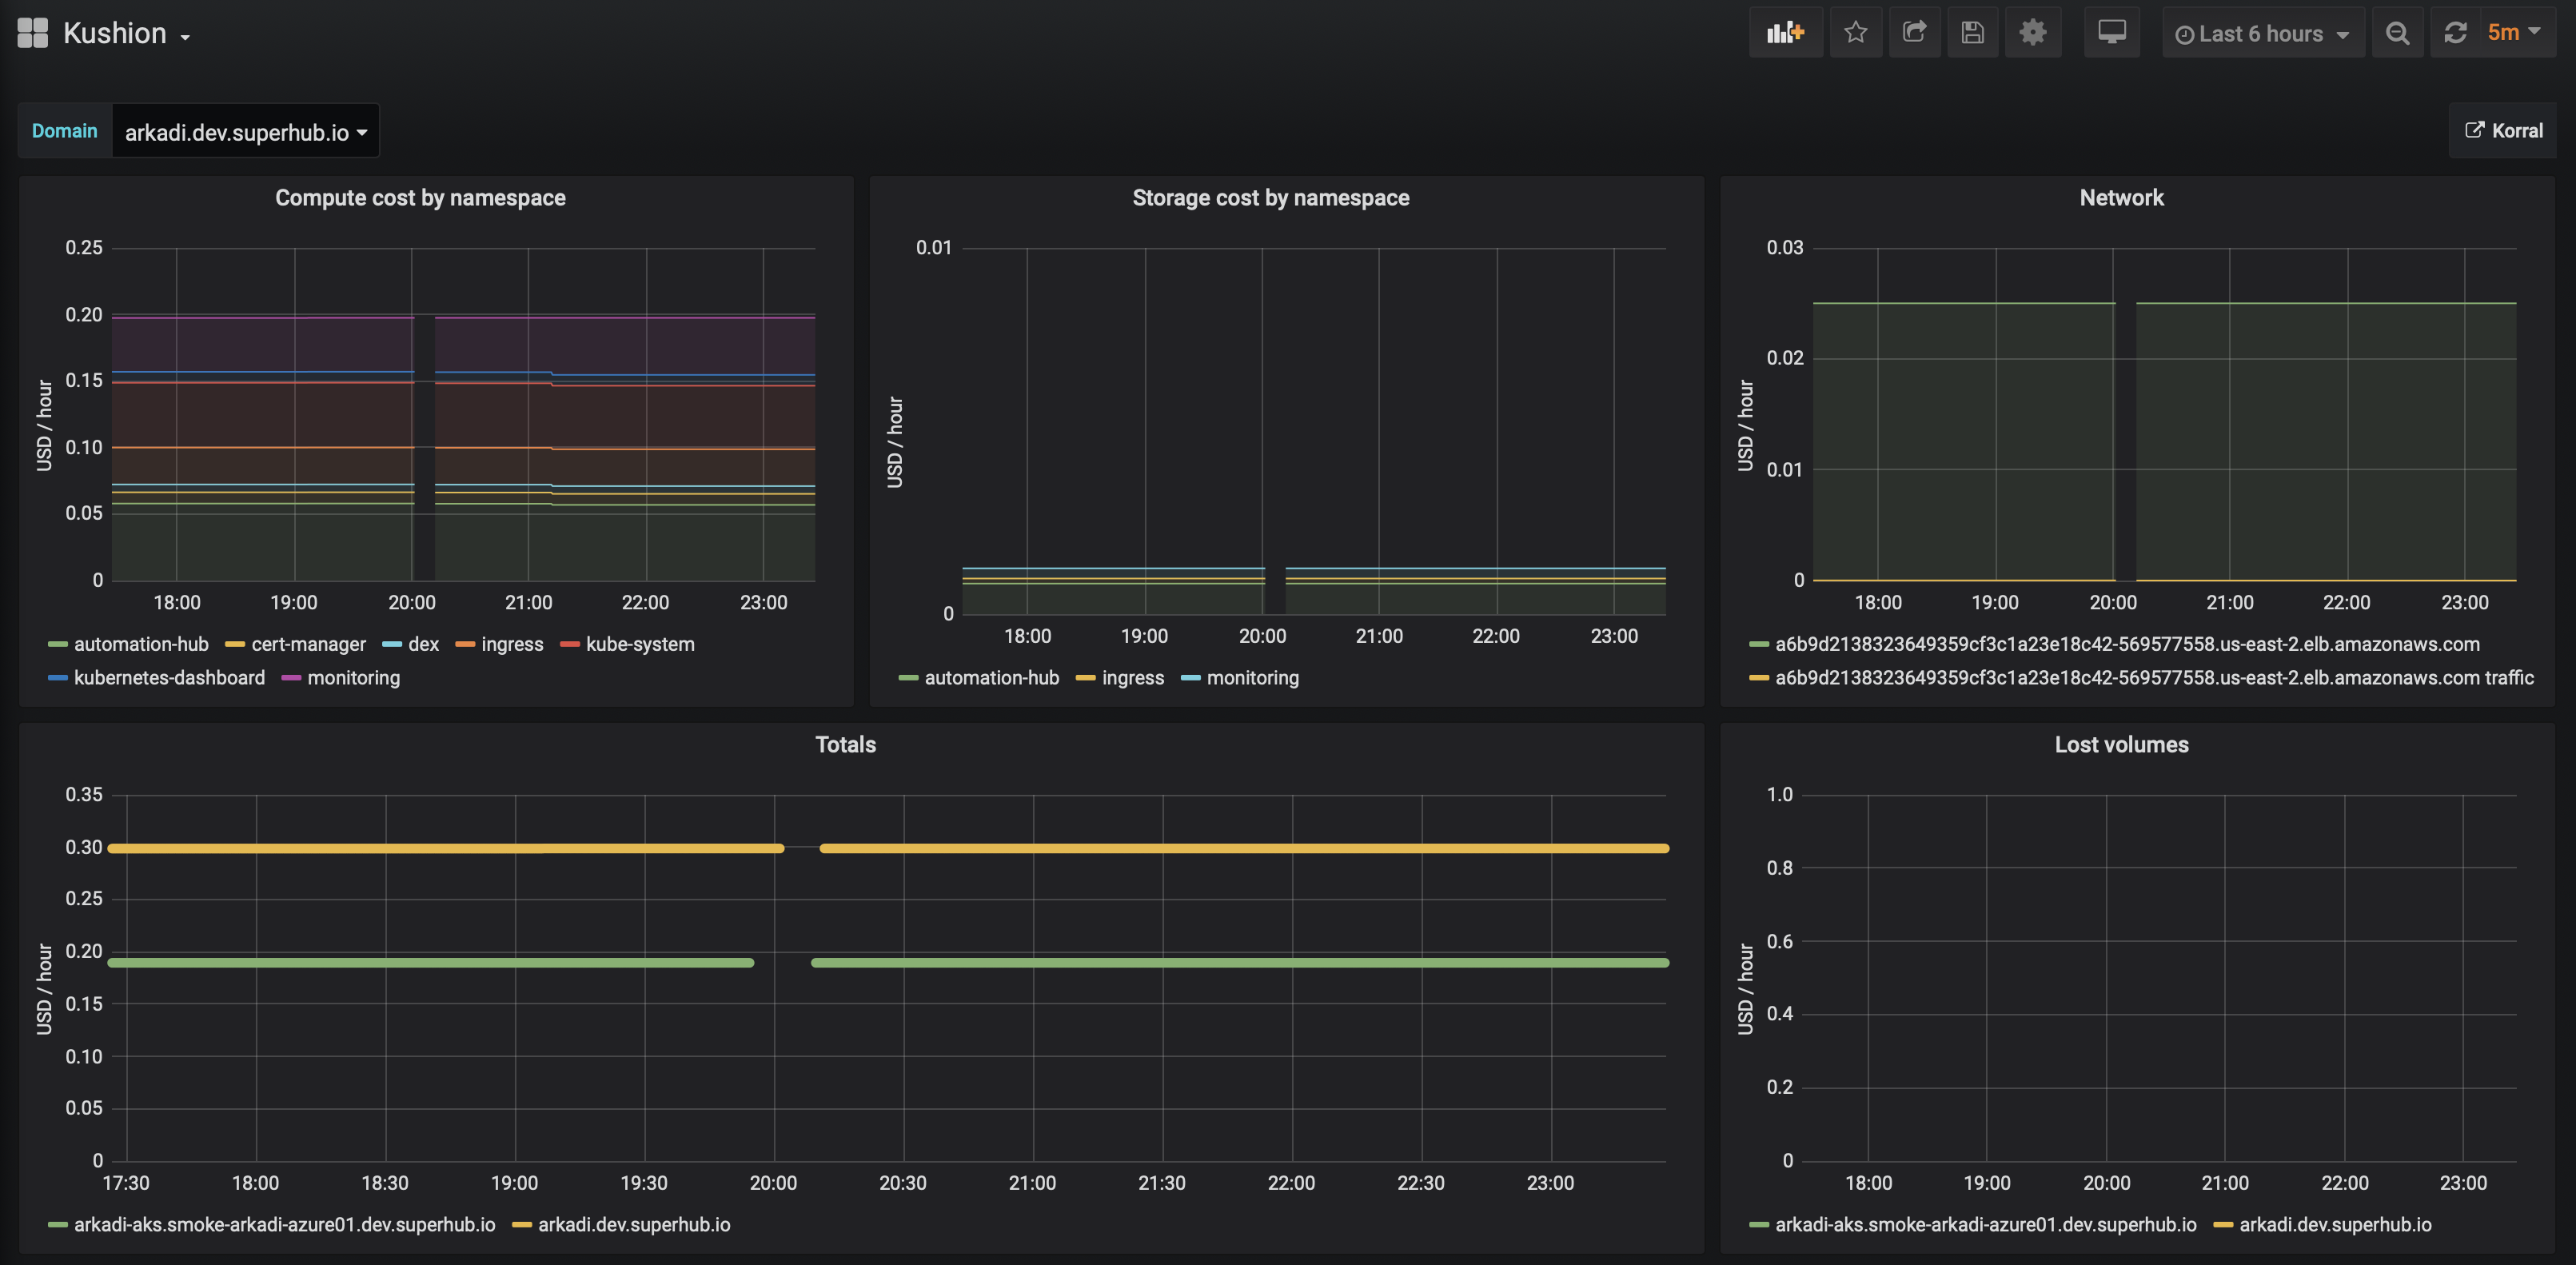 Kushion
Last 6 hours
5m
Domain
arkadi.dev.superhub.io
Korral
Compute cost by namespace
USD / hour
0.25
0.20
0.15
0.10
0.05
0
18:00 19:00 20:00 21:00 22:00 23:00
automation-hub cert-manager dex ingress kube-system
kubernetes-dashboard monitoring
Storage cost by namespace
USD / hour
0.01
0
18:00 19:00 20:00 21:00 22:00 23:00
automation-hub ingress monitoring
Network
USD / hour
0.03
0.02
0.01
0
18:00 19:00 20:00 21:00 22:00 23:00
a6b9d2138323649359cf3c1a23e18c42-569577558.us-east-2.elb.amazonaws.com
a6b9d2138323649359cf3c1a23e18c42-569577558.us-east-2.elb.amazonaws.com traffic
Totals
USD / hour
0.35
0.30
0.25
0.20
0.15
0.10
0.05
0
17:30 18:00 18:30 19:00 19:30 20:00 20:30 21:00 21:30 22:00 22:30 23:00
arkadi-aks.smoke-arkadi-azure01.dev.superhub.io arkadi.dev.superhub.io
Lost volumes
USD / hour
1.0
0.8
0.6
0.4
0.2
0
18:00 19:00 20:00 21:00 22:00 23:00
arkadi-aks.smoke-arkadi-azure01.dev.superhub.io arkadi.dev.superhub.io